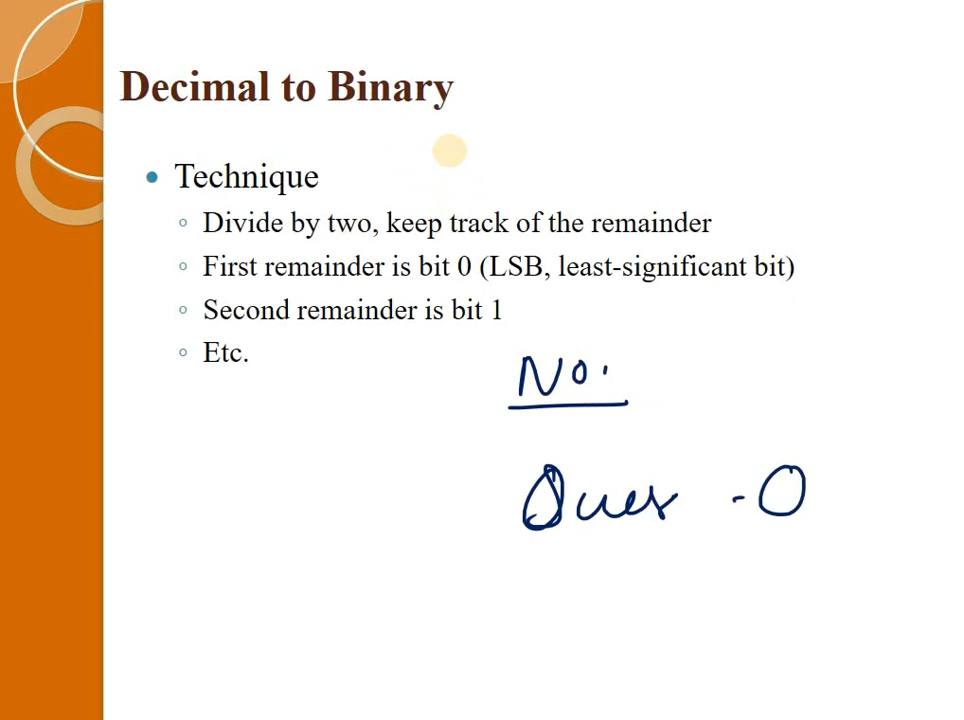 Decimal to Binary
• Technique
◦ Divide by two, keep track of the remainder
◦ First remainder is bit 0 (LSB, least-significant bit)
◦ Second remainder is bit 1
◦ Etc.
No.
- 0